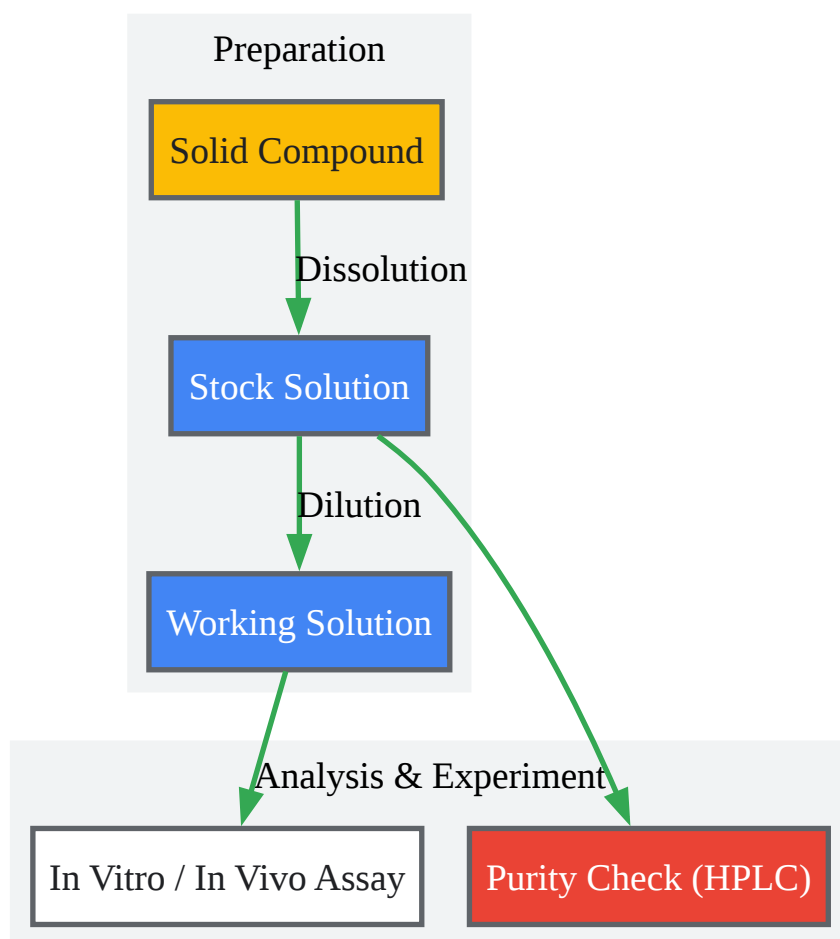 Preparation
Solid Compound
Dissolution
Stock Solution
Dilution
Working Solution
Analysis & Experiment
In Vitro / In Vivo Assay
Purity Check (HPLC)